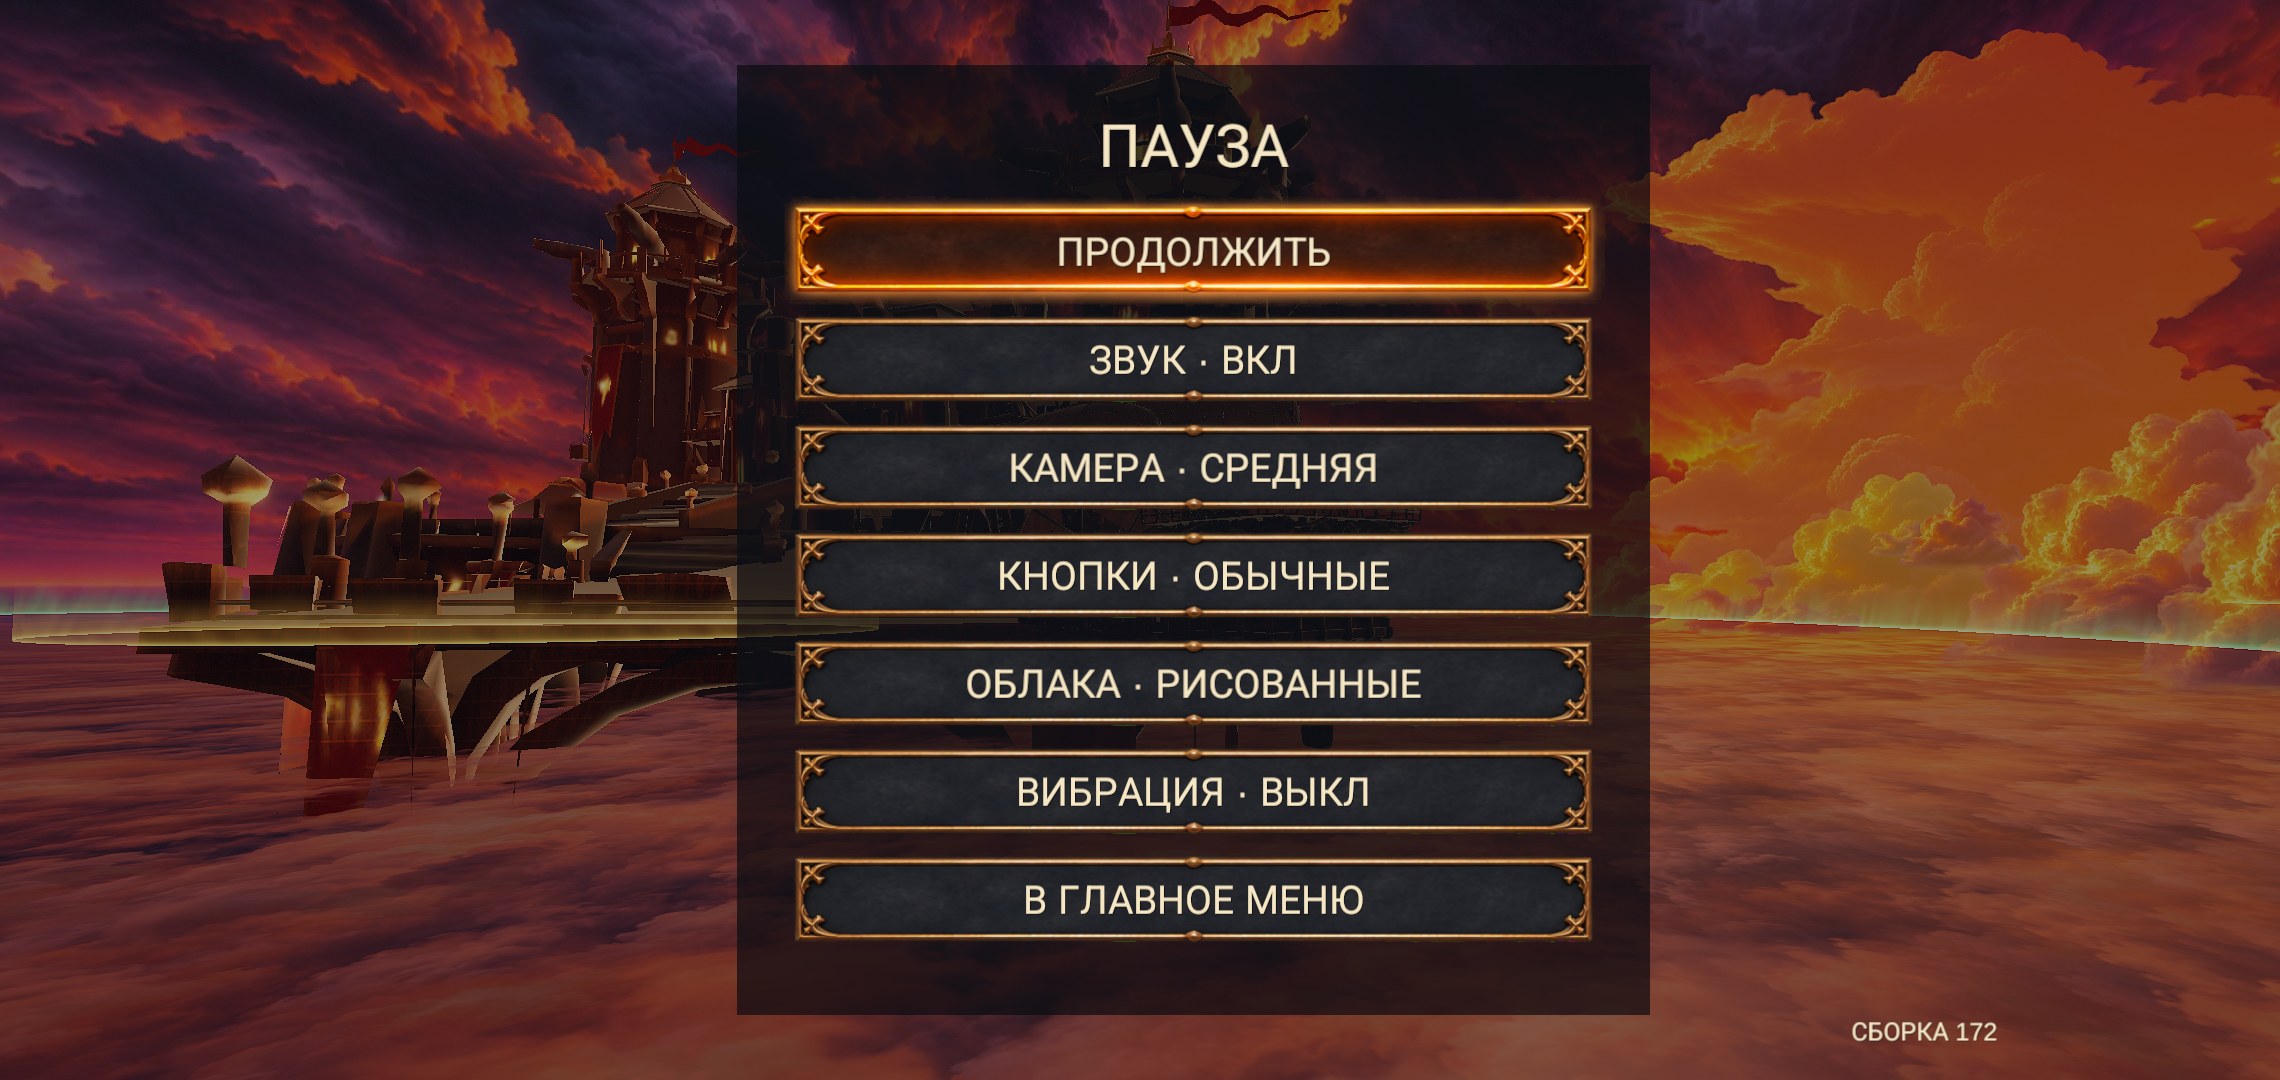 ПАУЗА
ПРОДОЛЖИТЬ
ЗВУК · ВКЛ
КАМЕРА · СРЕДНЯЯ
КНОПКИ · ОБЫЧНЫЕ
ОБЛАКА · РИСОВАННЫЕ
ВИБРАЦИЯ · ВЫКЛ
В ГЛАВНОЕ МЕНЮ
СБОРКА 172